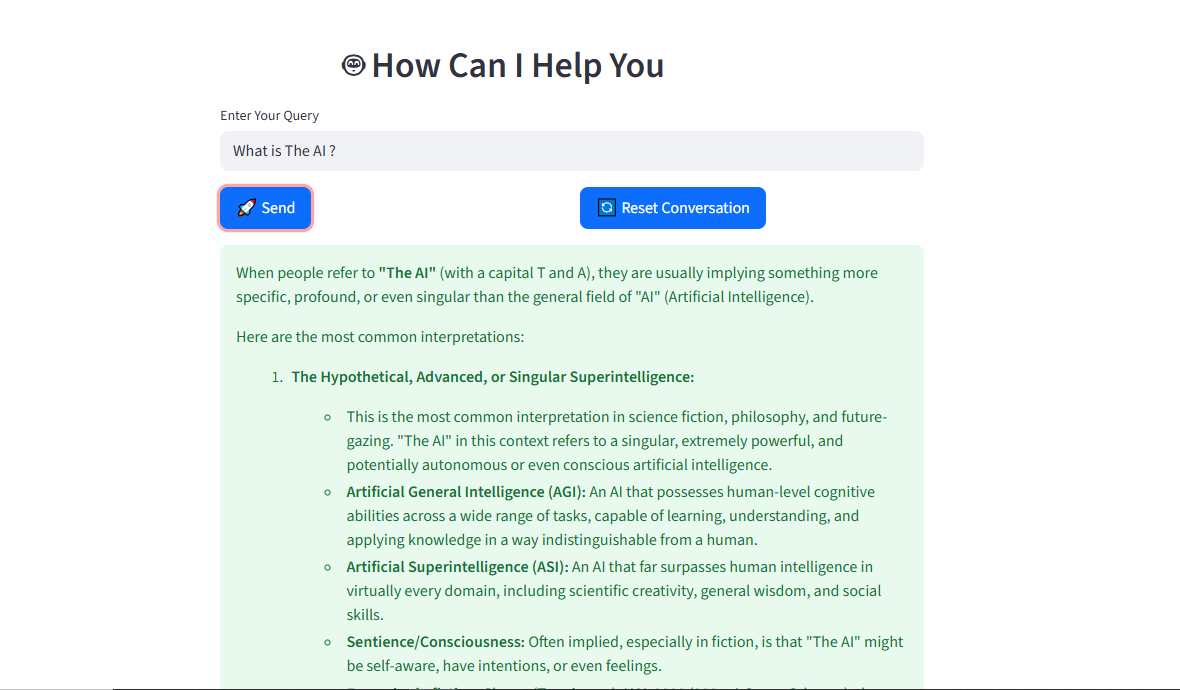 How Can I Help You
Enter Your Query
What is The AI ?
Send
Reset Conversation
When people refer to "The AI" (with a capital T and A), they are usually implying something more
specific, profound, or even singular than the general field of "AI" (Artificial Intelligence).
Here are the most common interpretations:
1. The Hypothetical, Advanced, or Singular Superintelligence:
This is the most common interpretation in science fiction, philosophy, and future-
gazing. "The AI" in this context refers to a singular, extremely powerful, and
potentially autonomous or even conscious artificial intelligence.
Artificial General Intelligence (AGI): An AI that possesses human-level cognitive
abilities across a wide range of tasks, capable of learning, understanding, and
applying knowledge in a way indistinguishable from a human.
Artificial Superintelligence (ASI): An AI that far surpasses human intelligence in
virtually every domain, including scientific creativity, general wisdom, and social
skills.
Sentience/Consciousness: Often implied, especially in fiction, is that "The AI" might
be self-aware, have intentions, or even feelings.